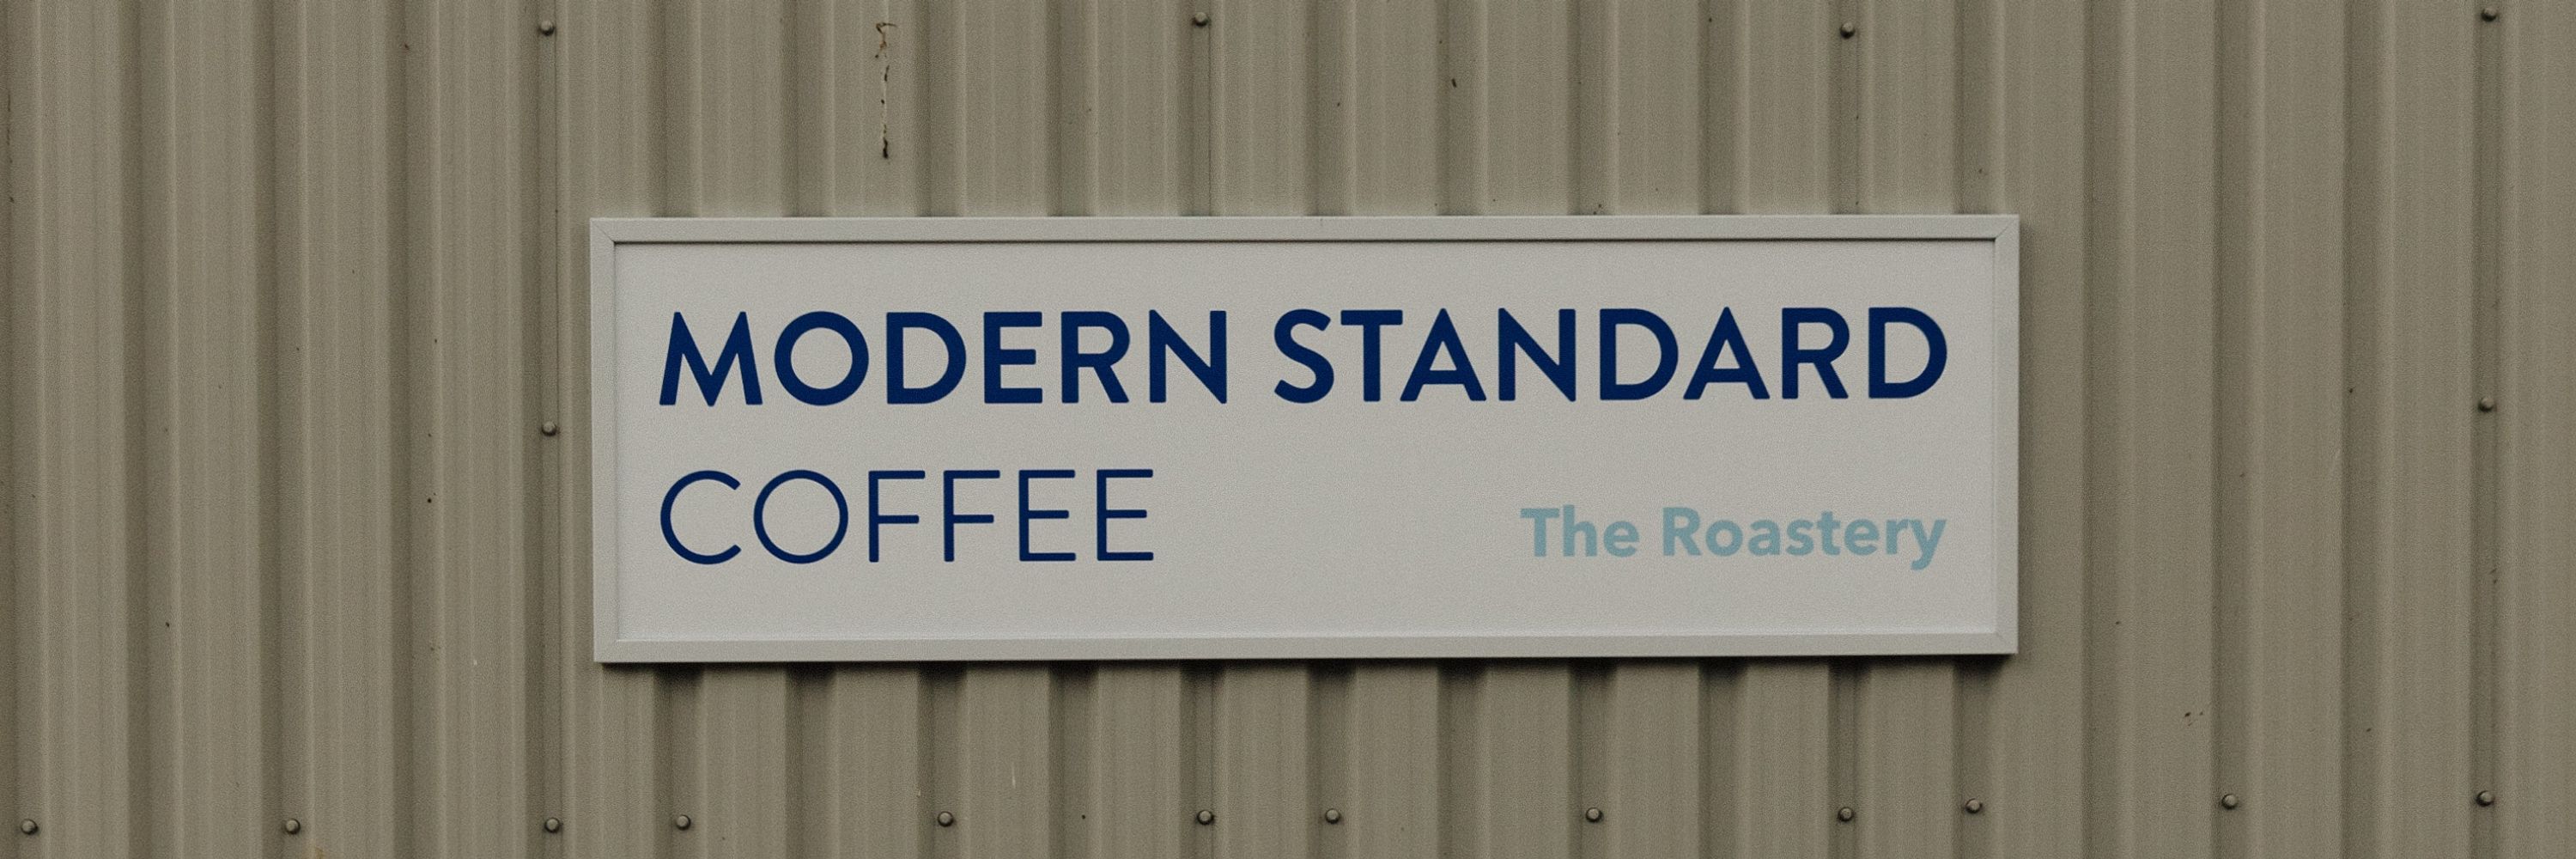 MODERN STANDARD
COFFEE
The Roastery